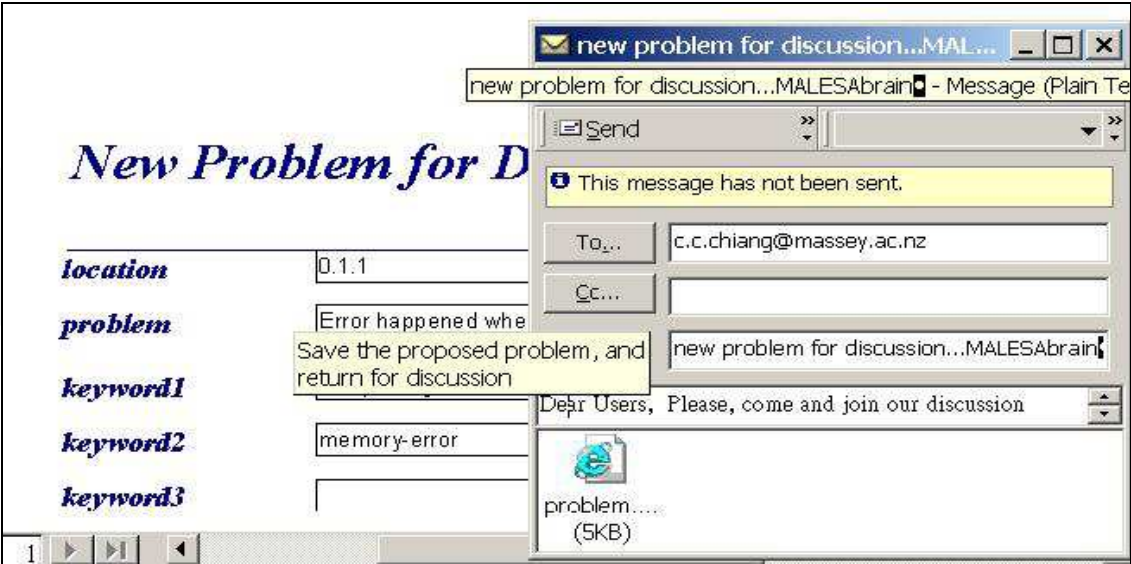 new problem for discussion...MAL...
new problem for discussion...MALESAbrain - Message (Plain Te
Send
New Problem for D
This message has not been sent.
To...
c.c.chiang@massey.ac.nz
location
0.1.1
Cc...
problem
Error happened whe
Save the proposed problem, and
return for discussion
new problem for discussion...MALESAbrain
keyword1
Dear Users, Please, come and join our discussion
keyword2
memory-error
keyword3
problem....
(5KB)
1